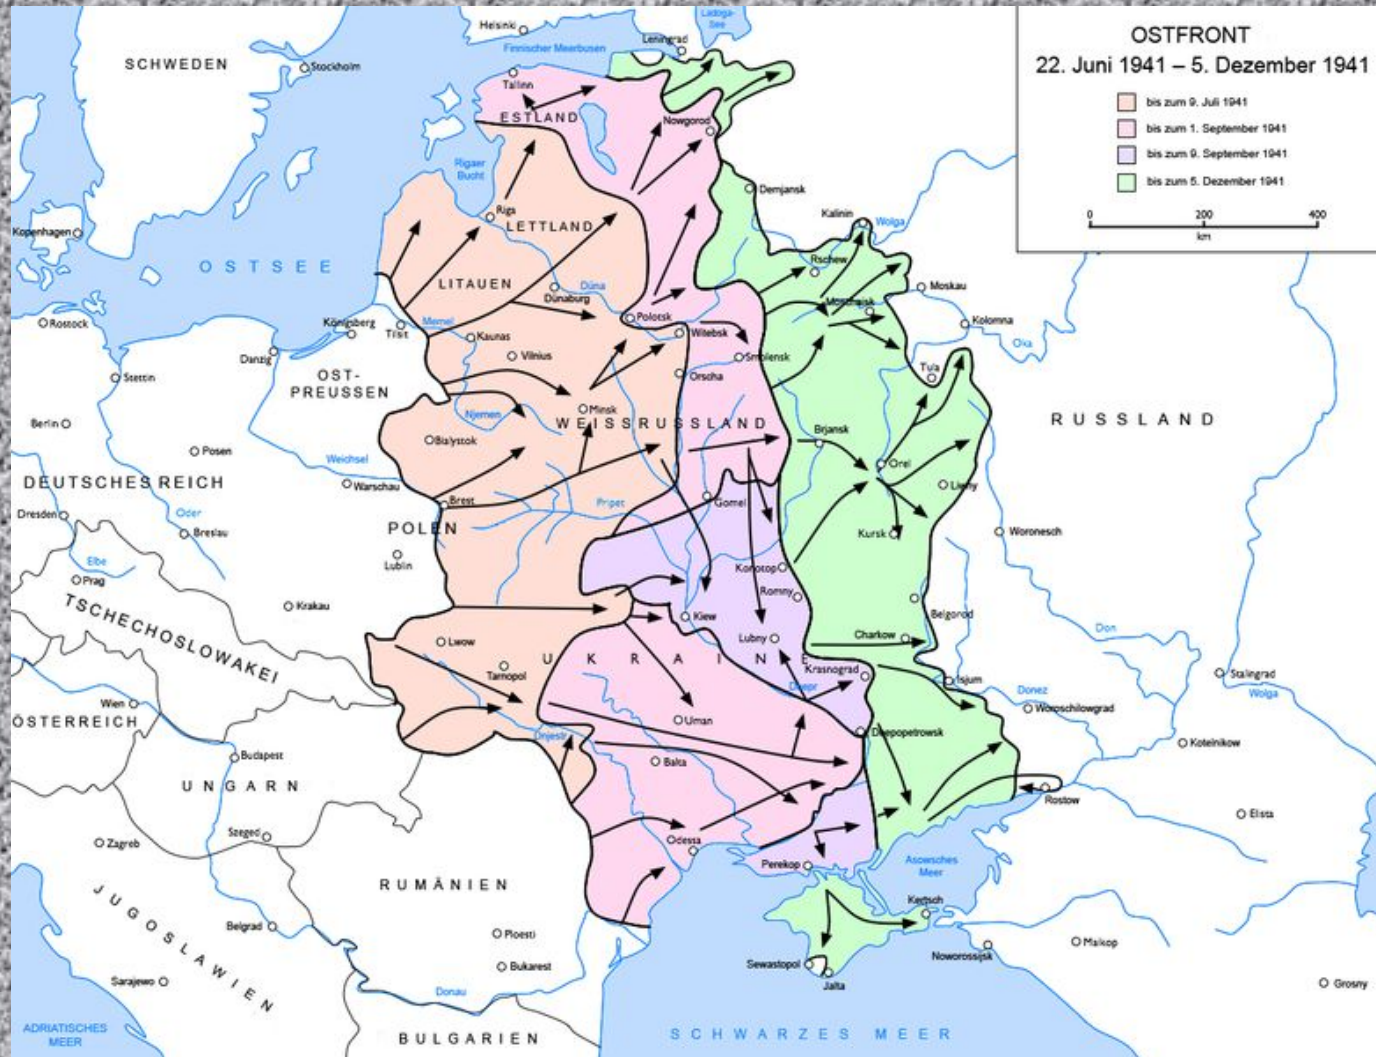 OSTFRONT
22. Juni 1941 – 5. Dezember 1941
bis zum 9. Juli 1941
bis zum 1. September 1941
bis zum 9. September 1941
bis zum 5. Dezember 1941
0 200 400
km
Helsinki
Ladoga-
See
Leningrad
Finnischer Meerbusen
SCHWEDEN
Stockholm
Tallinn
ESTLAND
Nowgorod
Rigaer
Bucht
Demjansk
Riga
Kalinin
Wolga
LETTLAND
Kopenhagen
OSTSEE
Rschew
LITAUEN
Düna
Dünaburg
Moskau
Moschaisk
Rostock
Königsberg
Tilsit
Memel
Polotsk
Kolomna
Kaunas
Witebsk
Oka
Danzig
Vilnius
Smolensk
Tula
Stettin
OST-
PREUSSEN
Orscha
Minsk
Njemen
WEISSRUSSLAND
RUSSLAND
Berlin
Bialystok
Brjansk
Posen
Weichsel
Orel
DEUTSCHES REICH
Warschau
Liwny
Brest
Pripet
Gomel
Dresden
Oder
POLEN
Breslau
Kursk
Woronesch
Elbe
Lublin
Konotop
Prag
Romny
Krakau
Kiew
Belgorod
TSCHECHOSLOWAKEI
Don
Lwow
Lubny
Charkow
UKRAINE
Tarnopol
Krasnograd
Isjum
Stalingrad
Dnepr
Donez
Wolga
Wien
Woroschilowgrad
ÖSTERREICH
Uman
Dnjestr
Dnepopetrowsk
Kotelnikow
Budapest
Balta
UNGARN
Rostow
Elista
Szeged
Zagreb
Odessa
Perekop
Asowsches
Meer
RUMÄNIEN
Kertsch
JUGOSLAWIEN
Belgrad
Ploesti
Maikop
Noworossijsk
Bukarest
Sewastopol
Sarajewo
Jalta
Grosny
Donau
ADRIATISCHES
MEER
BULGARIEN
SCHWARZES MEER